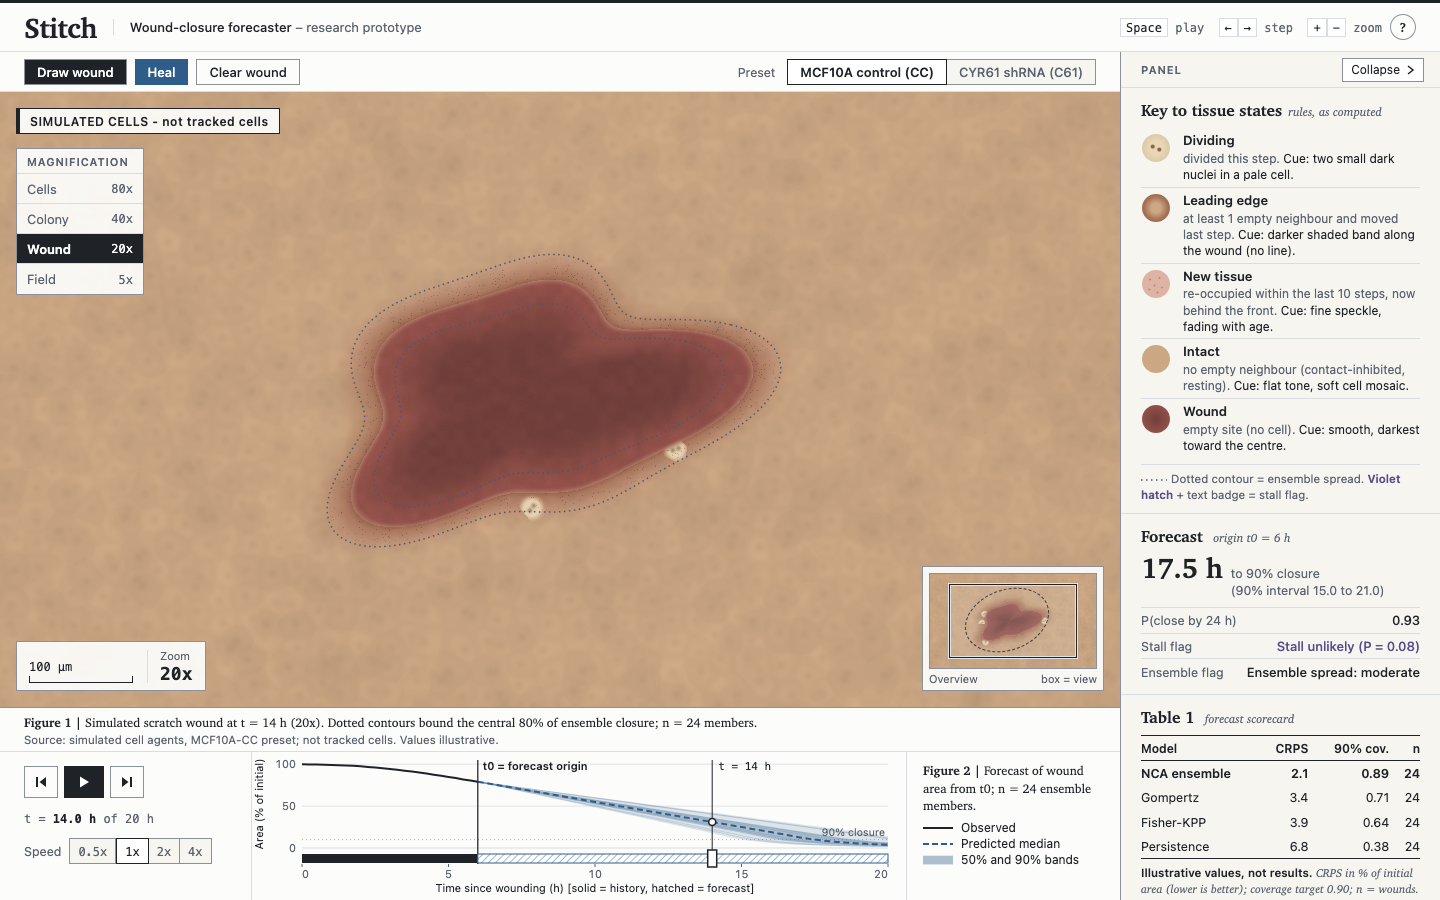 Stitch
Wound-closure forecaster – research prototype
Space play ← → step + − zoom ?
Draw wound Heal Clear wound
Preset MCF10A control (CC) CYR61 shRNA (C61)
SIMULATED CELLS - not tracked cells
MAGNIFICATION
Cells 80x
Colony 40x
Wound 20x
Field 5x
100 µm
Zoom
20x
Overview box = view
Figure 1 | Simulated scratch wound at t = 14 h (20x). Dotted contours bound the central 80% of ensemble closure; n = 24 members.
Source: simulated cell agents, MCF10A-CC preset; not tracked cells. Values illustrative.
t = 14.0 h of 20 h
Speed 0.5x 1x 2x 4x
Area (% of initial)
100
50
0
t0 = forecast origin
t = 14 h
90% closure
0 5 10 15 20
Time since wounding (h) [solid = history, hatched = forecast]
Figure 2 | Forecast of wound
area from t0; n = 24 ensemble
members.
Observed
Predicted median
50% and 90% bands
PANEL
Collapse
Key to tissue states rules, as computed
Dividing
divided this step. Cue: two small dark
nuclei in a pale cell.
Leading edge
at least 1 empty neighbour and moved
last step. Cue: darker shaded band along
the wound (no line).
New tissue
re-occupied within the last 10 steps, now
behind the front. Cue: fine speckle,
fading with age.
Intact
no empty neighbour (contact-inhibited,
resting). Cue: flat tone, soft cell mosaic.
Wound
empty site (no cell). Cue: smooth, darkest
toward the centre.
Dotted contour = ensemble spread. Violet
hatch + text badge = stall flag.
Forecast origin t0 = 6 h
17.5 h to 90% closure
(90% interval 15.0 to 21.0)
P(close by 24 h) 0.93
Stall flag Stall unlikely (P = 0.08)
Ensemble flag Ensemble spread: moderate
Table 1 forecast scorecard
Model CRPS 90% cov. n
NCA ensemble 2.1 0.89 24
Gompertz 3.4 0.71 24
Fisher-KPP 3.9 0.64 24
Persistence 6.8 0.38 24
Illustrative values, not results. CRPS in % of initial
area (lower is better); coverage target 0.90; n = wounds.